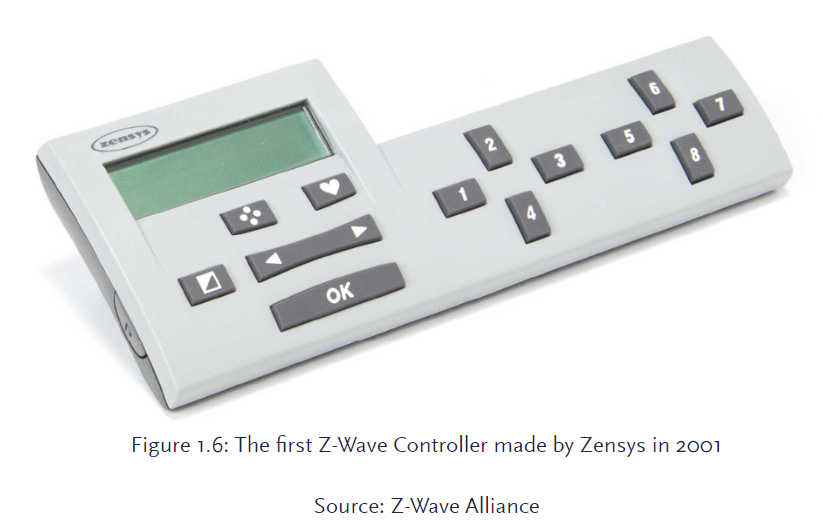 zensys
2
6
7
1
3
5
8
4
OK
Figure 1.6: The first Z-Wave Controller made by Zensys in 2001
Source: Z-Wave Alliance